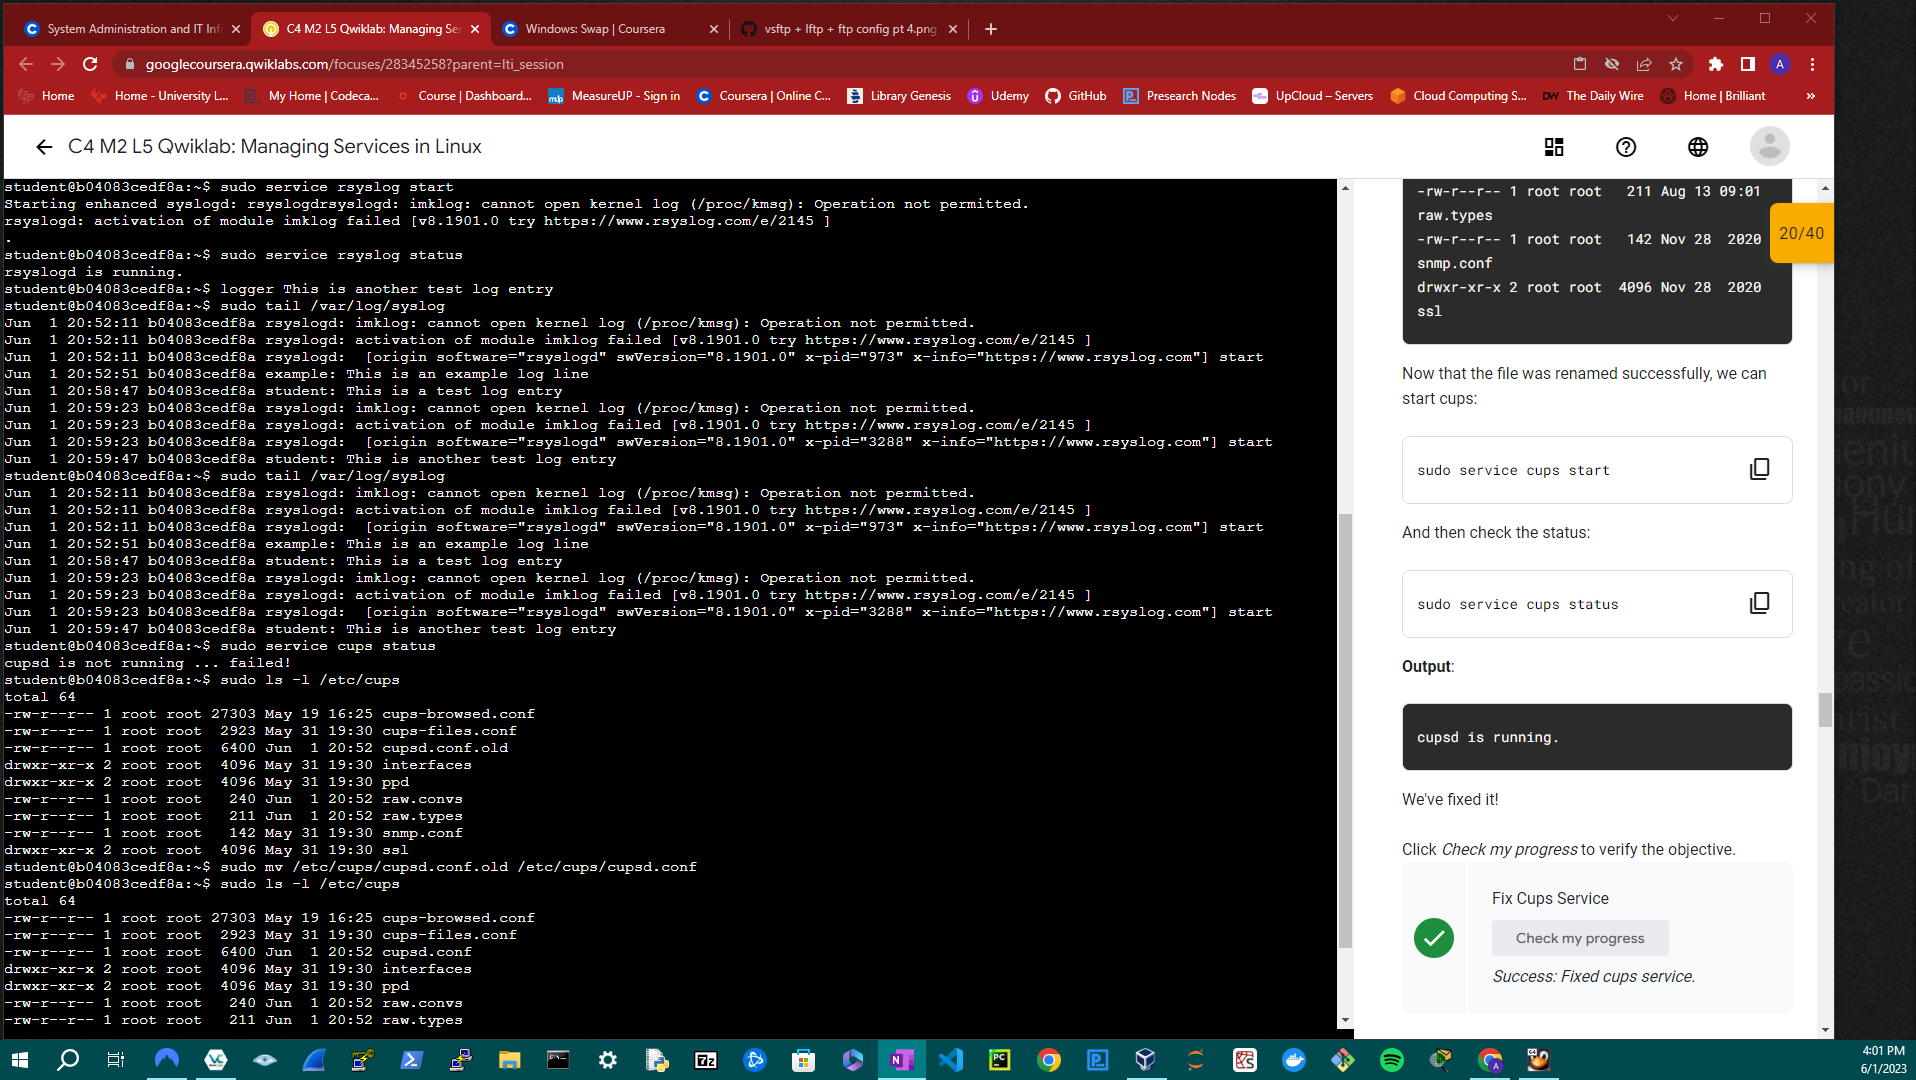 System Administration and IT Inf
C4 M2 L5 Qwiklab: Managing Ser
Windows: Swap | Coursera
vsftp + lftp + ftp config pt 4.png
googlecoursera.qwiklabs.com/focuses/28345258?parent=lti_session
A
Home
Home - University L...
My Home | Codeca...
Course | Dashboard...
MeasureUP - Sign in
Coursera | Online C...
Library Genesis
Udemy
GitHub
Presearch Nodes
UpCloud – Servers
Cloud Computing S...
DW The Daily Wire
Home | Brilliant
»
C4 M2 L5 Qwiklab: Managing Services in Linux
student@b04083cedf8a:~$ sudo service rsyslog start
Starting enhanced syslogd: rsyslogdrsyslogd: imklog: cannot open kernel log (/proc/kmsg): Operation not permitted.
rsyslogd: activation of module imklog failed [v8.1901.0 try https://www.rsyslog.com/e/2145 ]
.
student@b04083cedf8a:~$ sudo service rsyslog status
rsyslogd is running.
student@b04083cedf8a:~$ logger This is another test log entry
student@b04083cedf8a:~$ sudo tail /var/log/syslog
Jun  1 20:52:11 b04083cedf8a rsyslogd: imklog: cannot open kernel log (/proc/kmsg): Operation not permitted.
Jun  1 20:52:11 b04083cedf8a rsyslogd: activation of module imklog failed [v8.1901.0 try https://www.rsyslog.com/e/2145 ]
Jun  1 20:52:11 b04083cedf8a rsyslogd:  [origin software="rsyslogd" swVersion="8.1901.0" x-pid="973" x-info="https://www.rsyslog.com"] start
Jun  1 20:52:51 b04083cedf8a example: This is an example log line
Jun  1 20:58:47 b04083cedf8a student: This is a test log entry
Jun  1 20:59:23 b04083cedf8a rsyslogd: imklog: cannot open kernel log (/proc/kmsg): Operation not permitted.
Jun  1 20:59:23 b04083cedf8a rsyslogd: activation of module imklog failed [v8.1901.0 try https://www.rsyslog.com/e/2145 ]
Jun  1 20:59:23 b04083cedf8a rsyslogd:  [origin software="rsyslogd" swVersion="8.1901.0" x-pid="3288" x-info="https://www.rsyslog.com"] start
Jun  1 20:59:47 b04083cedf8a student: This is another test log entry
student@b04083cedf8a:~$ sudo tail /var/log/syslog
Jun  1 20:52:11 b04083cedf8a rsyslogd: imklog: cannot open kernel log (/proc/kmsg): Operation not permitted.
Jun  1 20:52:11 b04083cedf8a rsyslogd: activation of module imklog failed [v8.1901.0 try https://www.rsyslog.com/e/2145 ]
Jun  1 20:52:11 b04083cedf8a rsyslogd:  [origin software="rsyslogd" swVersion="8.1901.0" x-pid="973" x-info="https://www.rsyslog.com"] start
Jun  1 20:52:51 b04083cedf8a example: This is an example log line
Jun  1 20:58:47 b04083cedf8a student: This is a test log entry
Jun  1 20:59:23 b04083cedf8a rsyslogd: imklog: cannot open kernel log (/proc/kmsg): Operation not permitted.
Jun  1 20:59:23 b04083cedf8a rsyslogd: activation of module imklog failed [v8.1901.0 try https://www.rsyslog.com/e/2145 ]
Jun  1 20:59:23 b04083cedf8a rsyslogd:  [origin software="rsyslogd" swVersion="8.1901.0" x-pid="3288" x-info="https://www.rsyslog.com"] start
Jun  1 20:59:47 b04083cedf8a student: This is another test log entry
student@b04083cedf8a:~$ sudo service cups status
cupsd is not running ... failed!
student@b04083cedf8a:~$ sudo ls -l /etc/cups
total 64
-rw-r--r-- 1 root root 27303 May 19 16:25 cups-browsed.conf
-rw-r--r-- 1 root root  2923 May 31 19:30 cups-files.conf
-rw-r--r-- 1 root root  6400 Jun  1 20:52 cupsd.conf.old
drwxr-xr-x 2 root root  4096 May 31 19:30 interfaces
drwxr-xr-x 2 root root  4096 May 31 19:30 ppd
-rw-r--r-- 1 root root   240 Jun  1 20:52 raw.convs
-rw-r--r-- 1 root root   211 Jun  1 20:52 raw.types
-rw-r--r-- 1 root root   142 May 31 19:30 snmp.conf
drwxr-xr-x 2 root root  4096 May 31 19:30 ssl
student@b04083cedf8a:~$ sudo mv /etc/cups/cupsd.conf.old /etc/cups/cupsd.conf
student@b04083cedf8a:~$ sudo ls -l /etc/cups
total 64
-rw-r--r-- 1 root root 27303 May 19 16:25 cups-browsed.conf
-rw-r--r-- 1 root root  2923 May 31 19:30 cups-files.conf
-rw-r--r-- 1 root root  6400 Jun  1 20:52 cupsd.conf
drwxr-xr-x 2 root root  4096 May 31 19:30 interfaces
drwxr-xr-x 2 root root  4096 May 31 19:30 ppd
-rw-r--r-- 1 root root   240 Jun  1 20:52 raw.convs
-rw-r--r-- 1 root root   211 Jun  1 20:52 raw.types
-rw-r--r-- 1 root root   211 Aug 13 09:01
raw.types
-rw-r--r-- 1 root root   142 Nov 28  2020
snmp.conf
drwxr-xr-x 2 root root  4096 Nov 28  2020
ssl
20/40
Now that the file was renamed successfully, we can
start cups:
sudo service cups start
And then check the status:
sudo service cups status
Output:
cupsd is running.
We've fixed it!
Click Check my progress to verify the objective.
Fix Cups Service
Check my progress
Success: Fixed cups service.
4:01 PM
6/1/2023